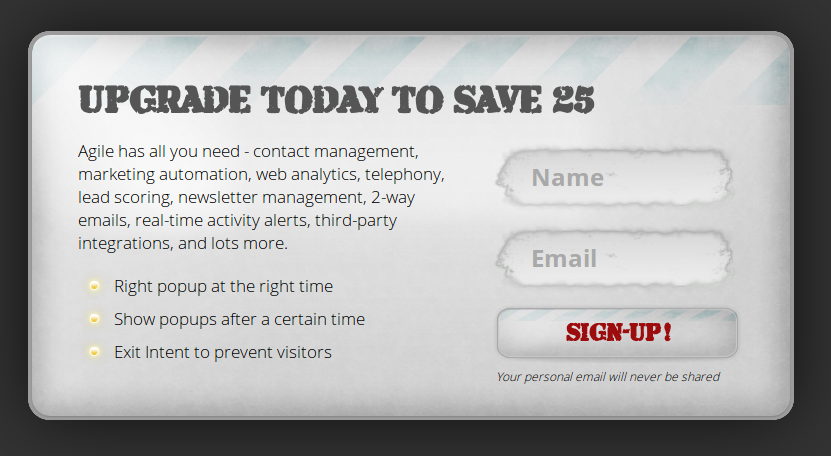 UPGRADE TODAY TO SAVE 25
Agile has all you need - contact management,
marketing automation, web analytics, telephony,
lead scoring, newsletter management, 2-way
emails, real-time activity alerts, third-party
integrations, and lots more.
Right popup at the right time
Show popups after a certain time
Exit Intent to prevent visitors
Name
Email
SIGN-UP!
Your personal email will never be shared